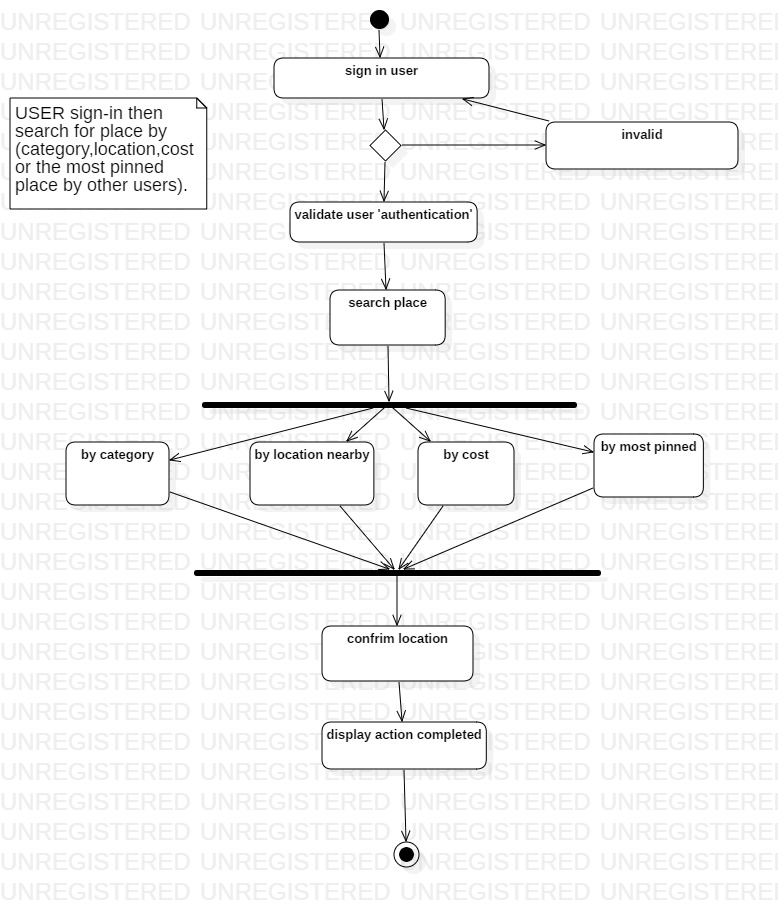 sign in user
USER sign-in then
search for place by
(category,location,cost
or the most pinned
place by other users).
invalid
validate user 'authentication'
search place
by category
by location nearby
by cost
by most pinned
confrim location
display action completed
UNREGISTERED